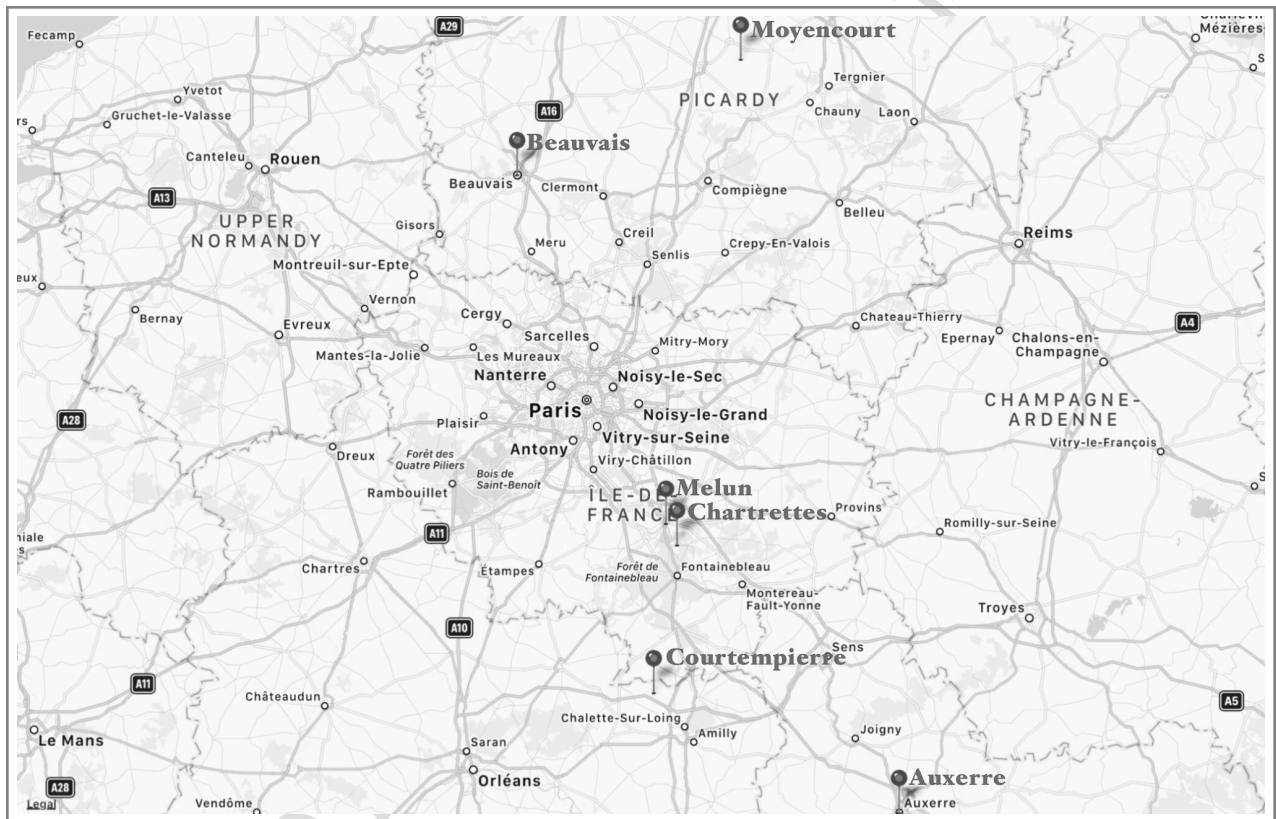 Fecamp
A29
Moyencourt
Mézières
Yvetot
Gruchet-le-Valasse
Tergnier
PICARDY
Chauny
Laon
A16
Beauvais
Canteleu
Rouen
Beauvais
Clermont
Compiègne
A13
Belleu
UPPER
NORMANDY
Gisors
Creil
Reims
Meru
Crepy-En-Valois
Senlis
Montreuil-sur-Epte
Vernon
Bernay
Evreux
Cergy
Sarcelles
Chateau-Thierry
A4
Epernay
Chalons-en-
Champagne
Mantes-la-Jolie
Les Mureaux
Mitry-Mory
Nanterre
Noisy-le-Sec
Paris
Noisy-le-Grand
CHAMPAGNE-
ARDENNE
A28
Plaisir
Vitry-sur-Seine
Antony
Vitry-le-François
Dreux
Forêt des
Quatre Piliers
Viry-Châtillon
Bois de
Saint-Benoît
Rambouillet
Melun
ÎLE-DE-
FRANCE
Chartrettes
Provins
Romilly-sur-Seine
A11
Chartres
Étampes
Forêt de
Fontainebleau
Fontainebleau
Montereau-
Fault-Yonne
Troyes
A10
Sens
Courtempierre
A11
Châteaudun
A5
Chalette-Sur-Loing
Amilly
Joigny
Le Mans
Saran
Orléans
Auxerre
A28
Legal
Vendôme
Auxerre